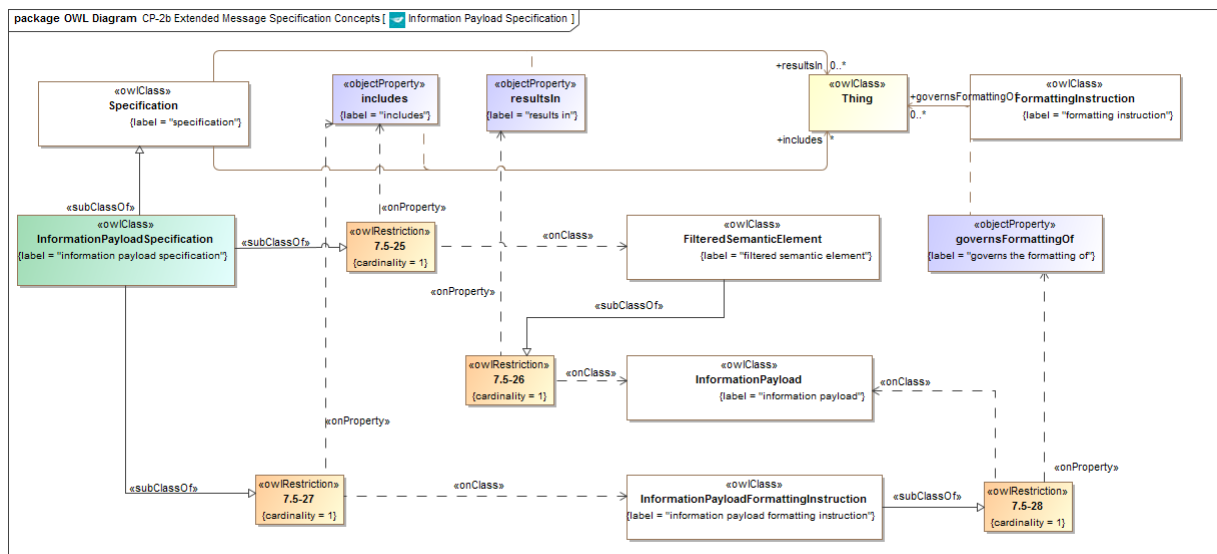 package OWL Diagram CP-2b Extended Message Specification Concepts [ Information Payload Specification ]
«owlClass»
Specification
{label = "specification"}
«objectProperty»
includes
{label = "includes"}
«objectProperty»
resultsIn
{label = "results in"}
+resultsIn
0..*
«owlClass»
Thing
+governsFormattingOf
0..*
«owlClass»
FormattingInstruction
{label = "formatting instruction"}
+includes
*
«subClassOf»
«onProperty»
«owlClass»
InformationPayloadSpecification
{label = "information payload specification"}
«subClassOf»
«owlRestriction»
7.5-25
{cardinality = 1}
«onClass»
«owlClass»
FilteredSemanticElement
{label = "filtered semantic element"}
«objectProperty»
governsFormattingOf
{label = "governs the formatting of"}
«onProperty»
«subClassOf»
«owlRestriction»
7.5-26
{cardinality = 1}
«onClass»
«owlClass»
InformationPayload
{label = "information payload"}
«onClass»
«onProperty»
«subClassOf»
«owlRestriction»
7.5-27
{cardinality = 1}
«onClass»
«owlClass»
InformationPayloadFormattingInstruction
{label = "information payload formatting instruction"}
«subClassOf»
«onProperty»
«owlRestriction»
7.5-28
{cardinality = 1}